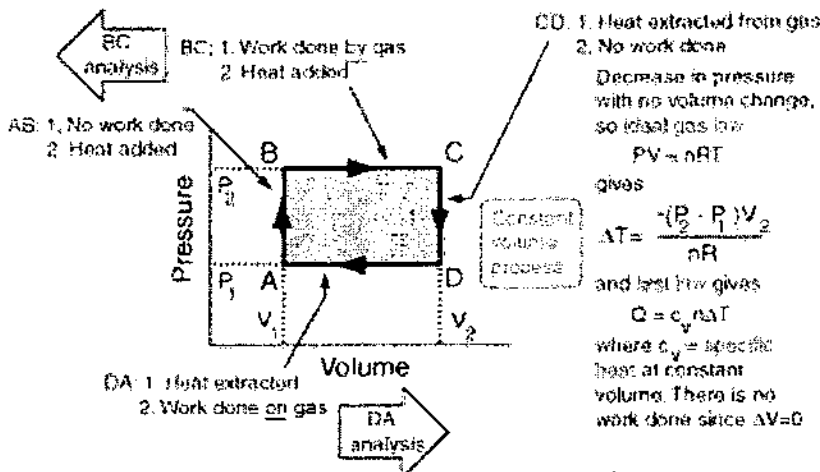 BC
analysis
BC: 1. Work done by gas
2. Heat added
CD: 1. Heat extracted from gas
2. No work done
Decrease in pressure
with no volume change,
so ideal gas law
PV = nRT
gives
ΔT = -(P₂ - P₁)V₂
nR
and
law gives
Q = cᵥnΔT
where cᵥ = specific
heat at constant
volume. There is no
work done since ΔV=0
AB: 1. No work done
2. Heat added
B
C
P₂
Pressure
Constant
volume
process
P₁
A
D
V₁
V₂
Volume
DA: 1. Heat extracted
2. Work done on gas
DA
analysis